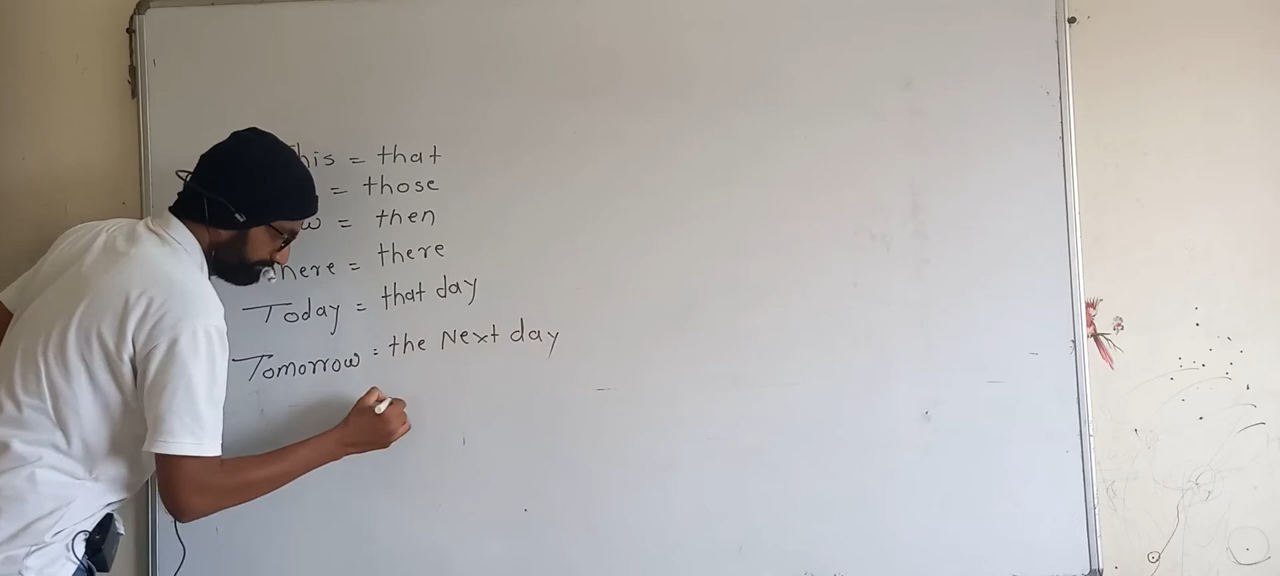 his = that
= those
w = then
here = there
Today = that day
Tomorrow = the Next day